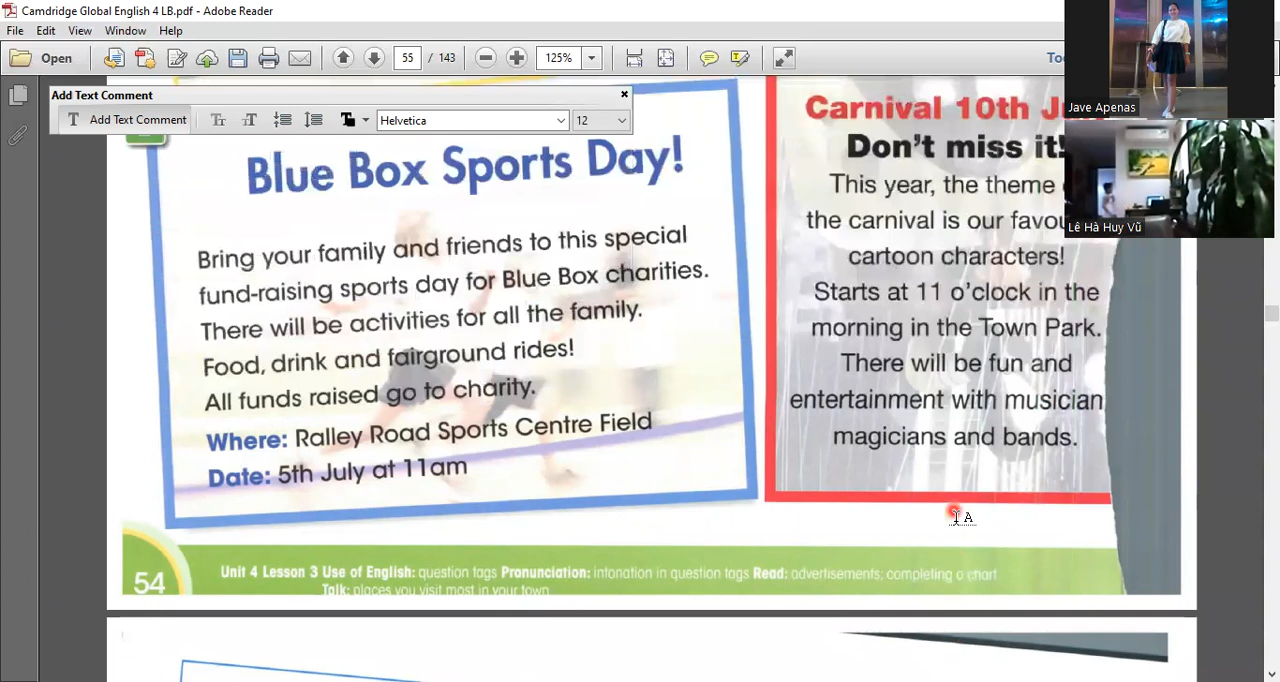 Camdridge Global English 4 LB.pdf - Adobe Reader
File Edit View Window Help
Open 55 / 143 125%
Add Text Comment
T Add Text Comment Helvetica 12
Jave Apenas
Lê Hà Huy Vũ
Blue Box Sports Day!
Bring your family and friends to this special
fund-raising sports day for Blue Box charities.
There will be activities for all the family.
Food, drink and fairground rides!
All funds raised go to charity.
Where: Ralley Road Sports Centre Field
Date: 5th July at 11am
Carnival 10th
Don't miss it!
This year, the theme
the carnival is our
cartoon characters!
Starts at 11 o'clock in the
morning in the Town Park.
There will be fun and
entertainment with musician
magicians and bands.
54
Unit 4 Lesson 3 Use of English: question tags Pronunciation: intonation in question tags Read: advertisements; completing a chart
Talk: places you visit most in your town